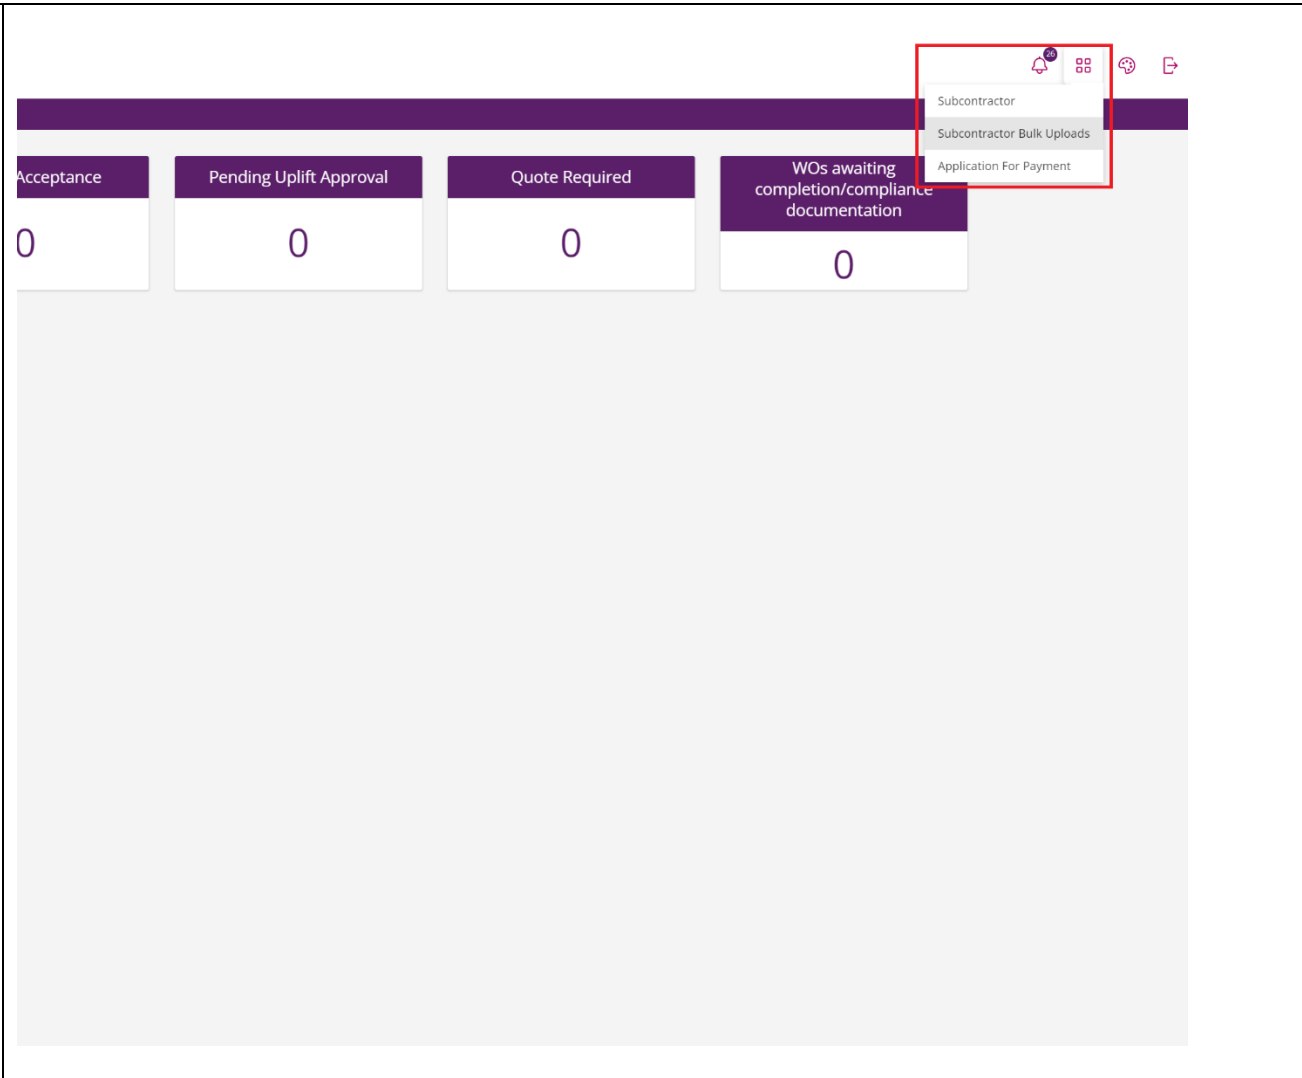 26
Subcontractor
Subcontractor Bulk Uploads
Application For Payment
Acceptance
0
Pending Uplift Approval
0
Quote Required
0
WOs awaiting
completion/compliance
documentation
0